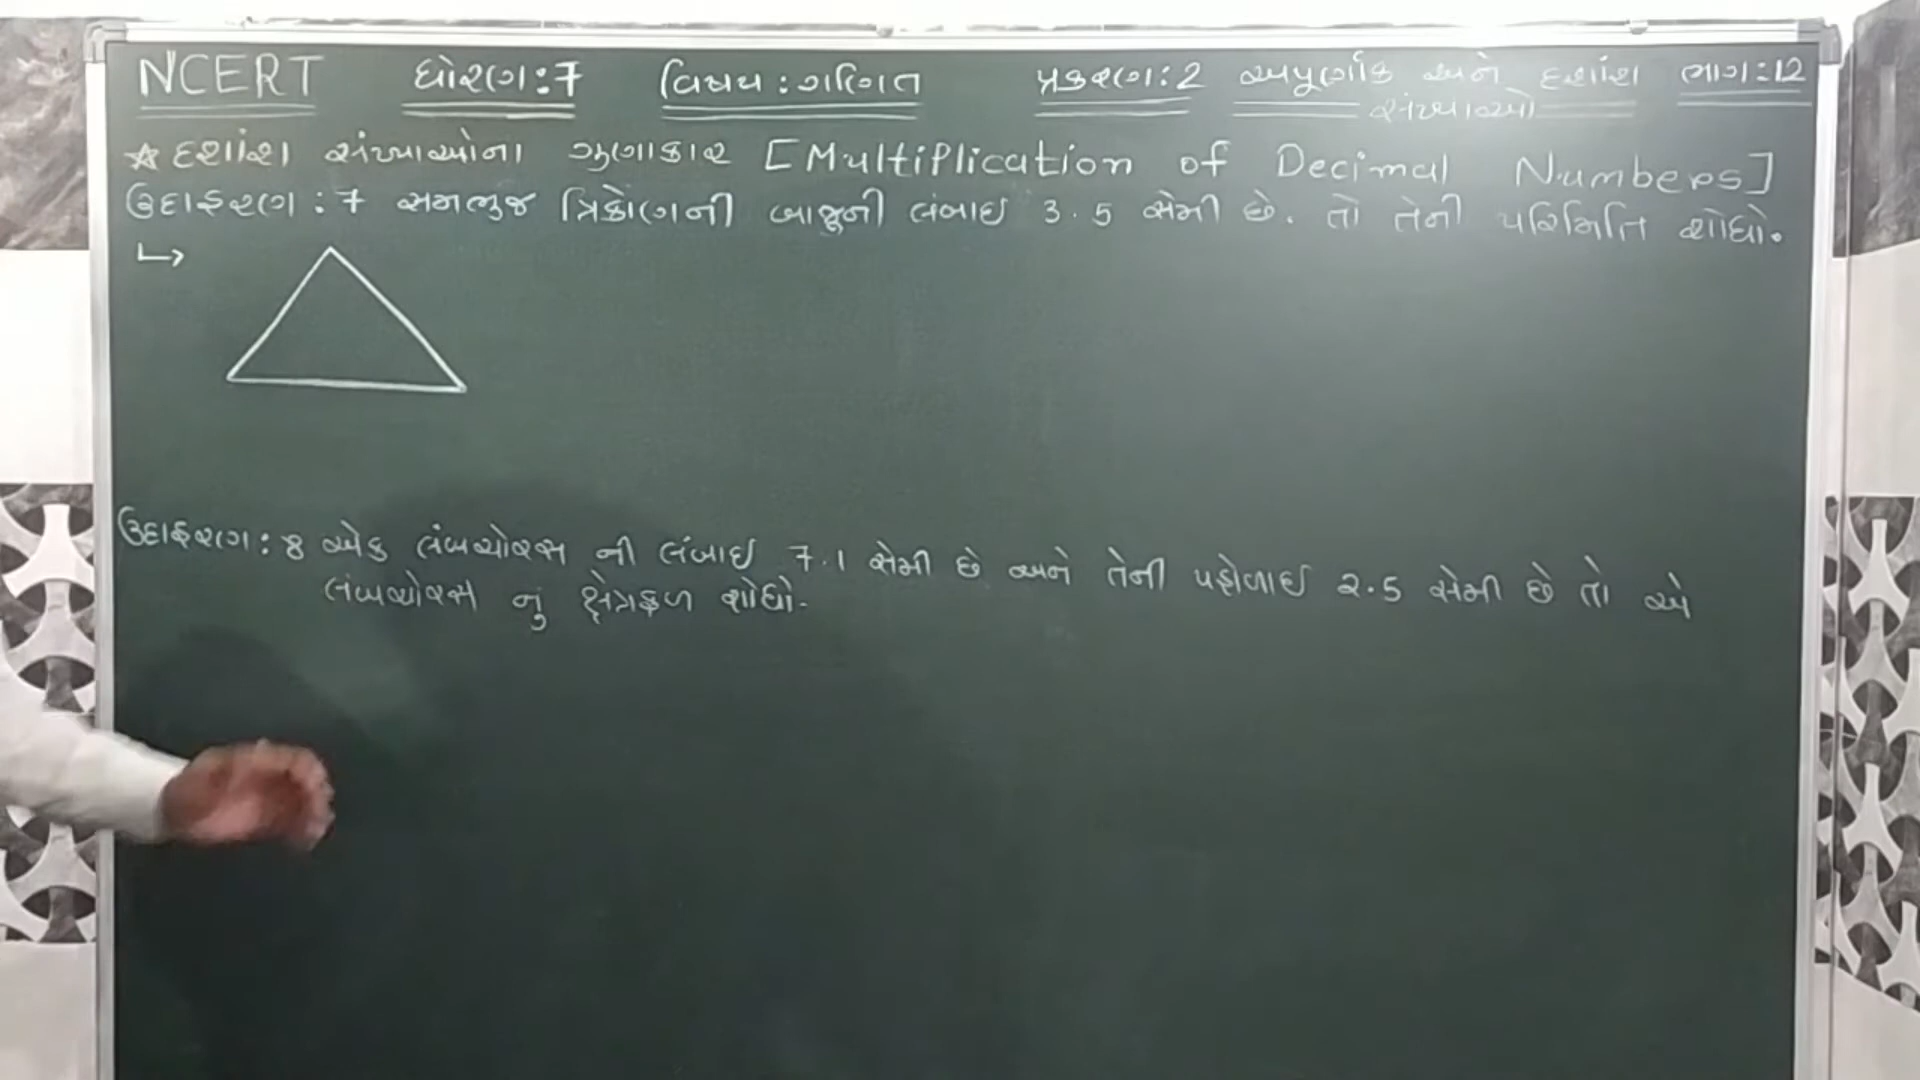 NCERT ધોરણ : 7 વિષય : ગણિત પ્રકરણ : 2 અપૂર્ણાંક અને દશાંશ ભાગ : 12
સંખ્યાઓ
☆ દશાંશ સંખ્યાઓના ગુણાકાર [Multiplication of Decimal Numbers]
ઉદાહરણ : 7 સમભુજ ત્રિકોણની બાજુની લંબાઇ 3.5 સેમી છે. તો તેની પરિમિતિ શોધો.
↳
ઉદાહરણ : 8 એક લંબચોરસ ની લંબાઇ 7.1 સેમી છે અને તેની પહોળાઇ 2.5 સેમી છે તો એ
લંબચોરસ નું ક્ષેત્રફળ શોધો.